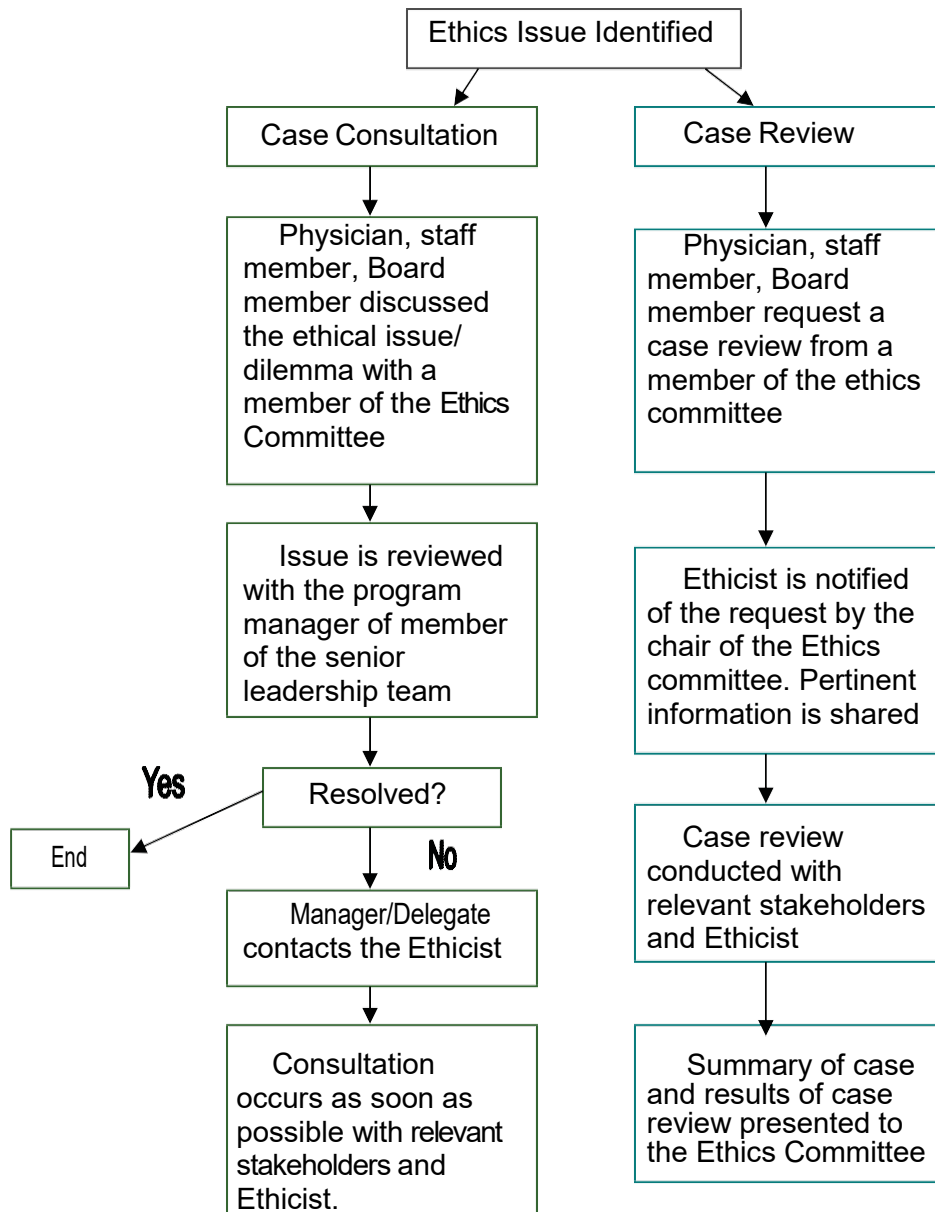 Ethics Issue Identified
Case Consultation
Physician, staff
member, Board
member discussed
the ethical issue/
dilemma with a
member of the Ethics
Committee
Issue is reviewed
with the program
manager of member
of the senior
leadership team
Resolved?
Yes
End
No
Manager/Delegate
contacts the Ethicist
Consultation
occurs as soon as
possible with relevant
stakeholders and
Ethicist.
Case Review
Physician, staff
member, Board
member request a
case review from a
member of the ethics
committee
Ethicist is notified
of the request by the
chair of the Ethics
committee. Pertinent
information is shared
Case review
conducted with
relevant stakeholders
and Ethicist
Summary of case
and results of case
review presented to
the Ethics Committee